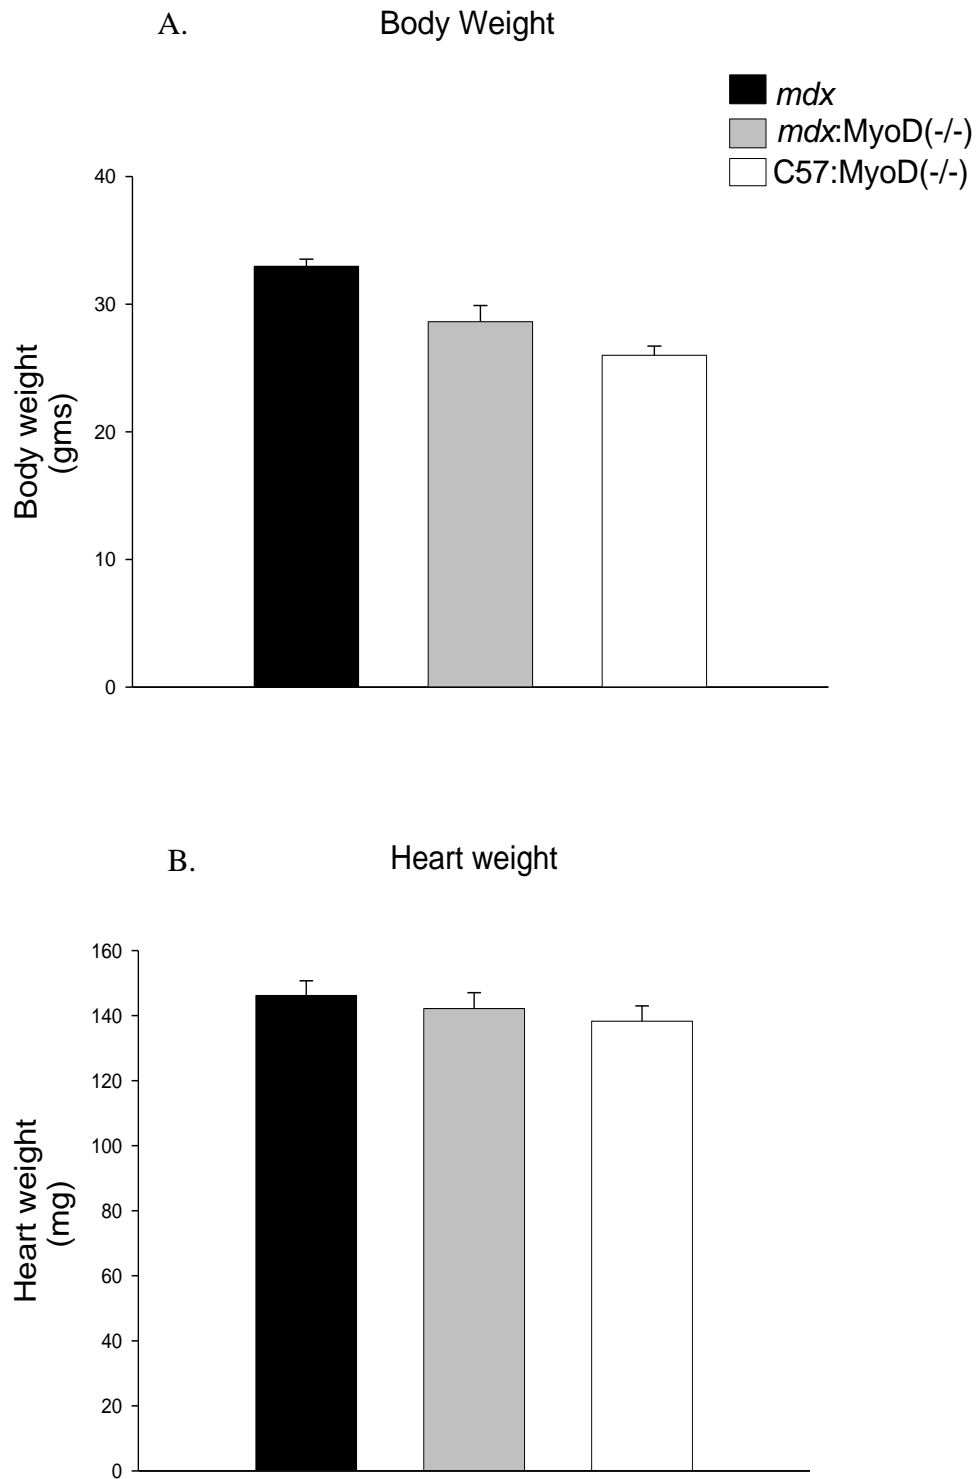 A.
Body Weight
mdx
mdx:MyoD(-/-)
C57:MyoD(-/-)
40
30
20
10
0
Body weight
(gms)
B.
Heart weight
160
140
120
100
80
60
40
20
0
Heart weight
(mg)